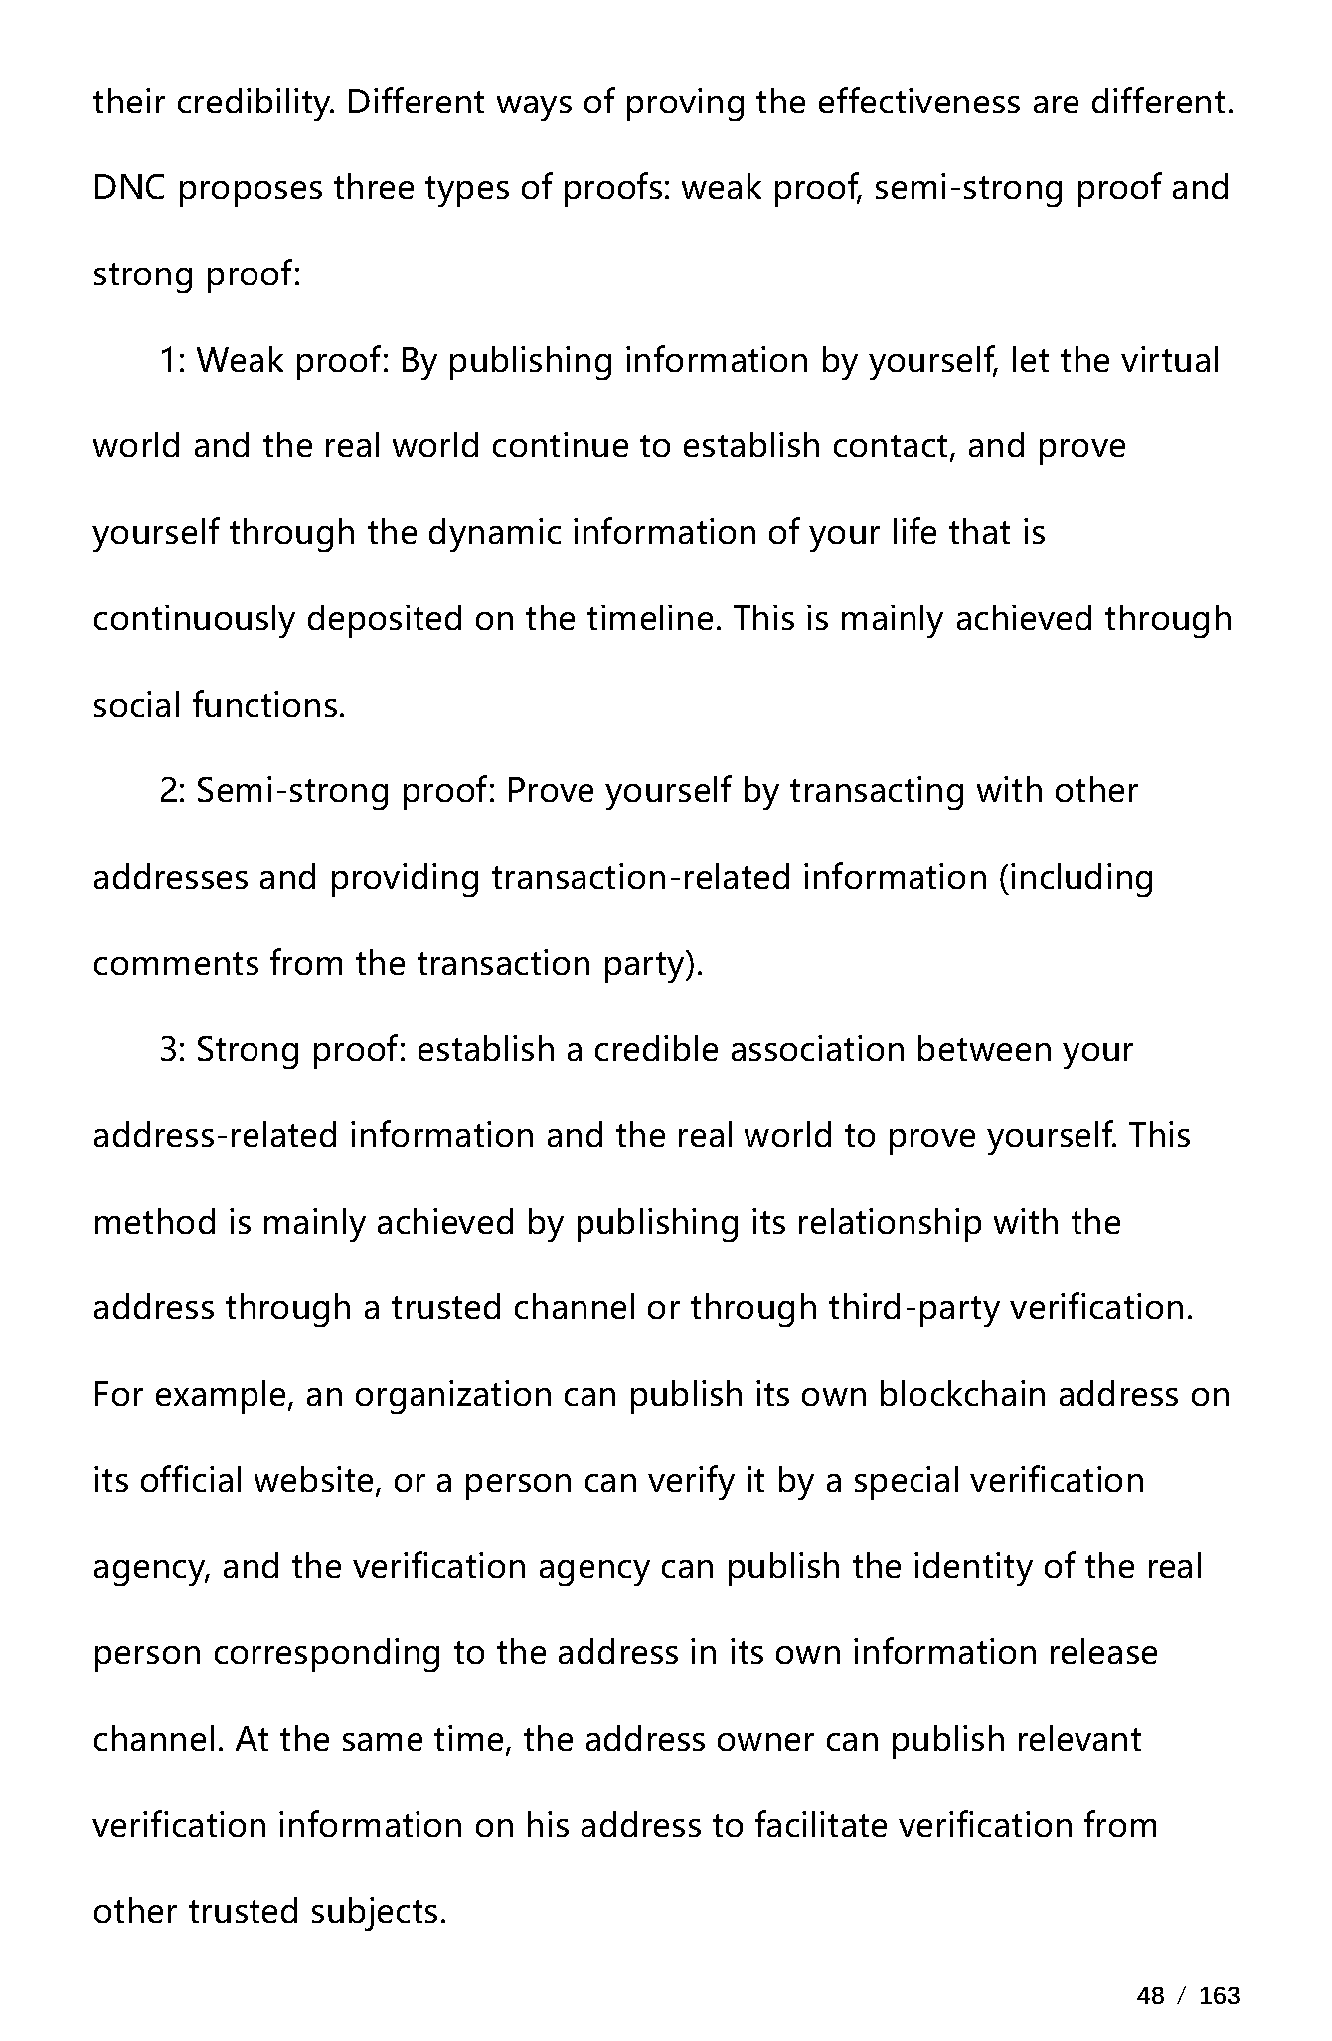 their credibility. Different ways of proving the effectiveness are different.
DNC proposes three types of proofs: weak proof, semi-strong proof and
strong proof:
1: Weak proof: By publishing information by yourself, let the virtual
world and the real world continue to establish contact, and prove
yourself through the dynamic information of your life that is
continuously deposited on the timeline. This is mainly achieved through
social functions.
2: Semi-strong proof: Prove yourself by transacting with other
addresses and providing transaction-related information (including
comments from the transaction party).
3: Strong proof: establish a credible association between your
address-related information and the real world to prove yourself. This
method is mainly achieved by publishing its relationship with the
address through a trusted channel or through third-party verification.
For example, an organization can publish its own blockchain address on
its official website, or a person can verify it by a special verification
agency, and the verification agency can publish the identity of the real
person corresponding to the address in its own information release
channel. At the same time, the address owner can publish relevant
verification information on his address to facilitate verification from
other trusted subjects.
48 / 163